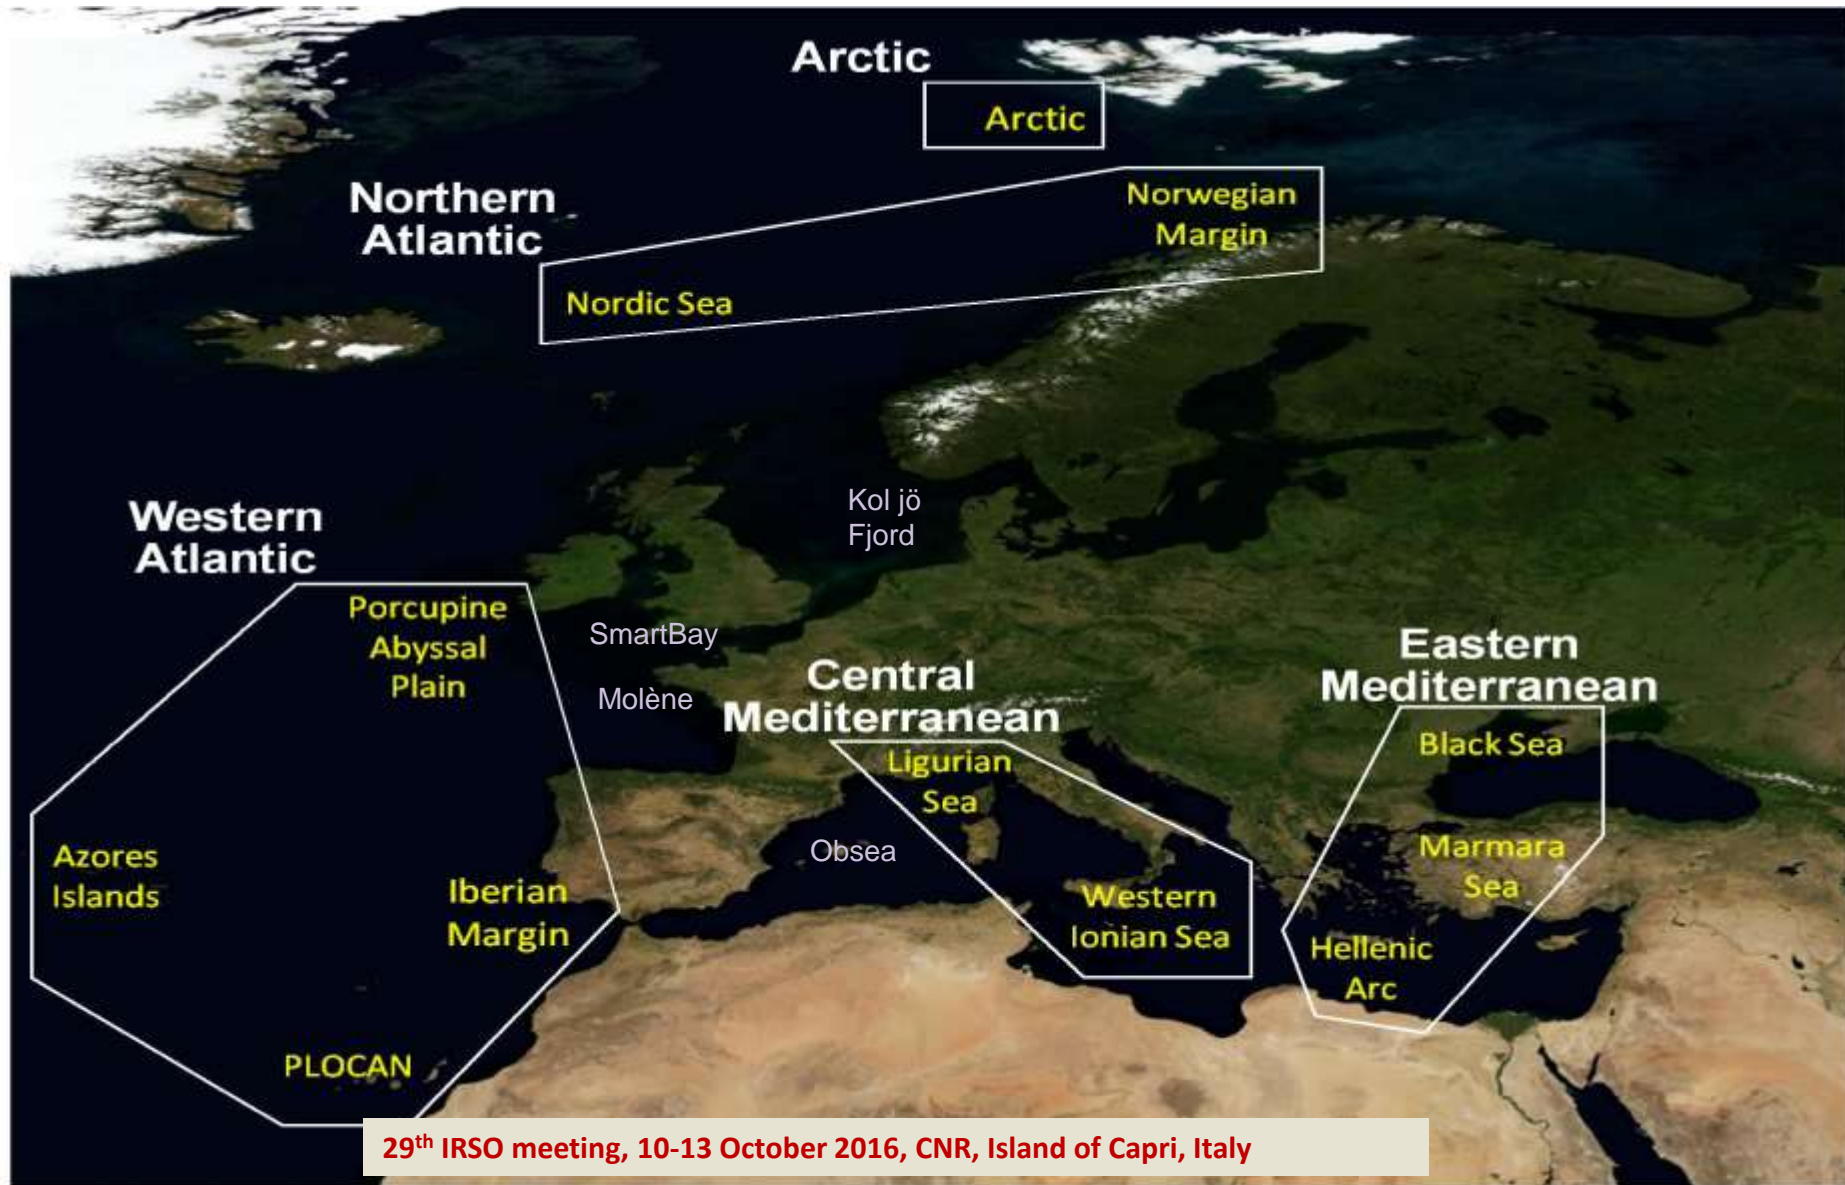 Arctic
Arctic
Northern
Atlantic
Norwegian
Margin
Nordic Sea
Kol jö
Fjord
Western
Atlantic
Porcupine
Abyssal
Plain
SmartBay
Molène
Central
Mediterranean
Eastern
Mediterranean
Black Sea
Ligurian
Sea
Obsea
Marmara
Sea
Azores
Islands
Iberian
Margin
Western
Ionian Sea
Hellenic
Arc
PLOCAN
29th IRSO meeting, 10-13 October 2016, CNR, Island of Capri, Italy